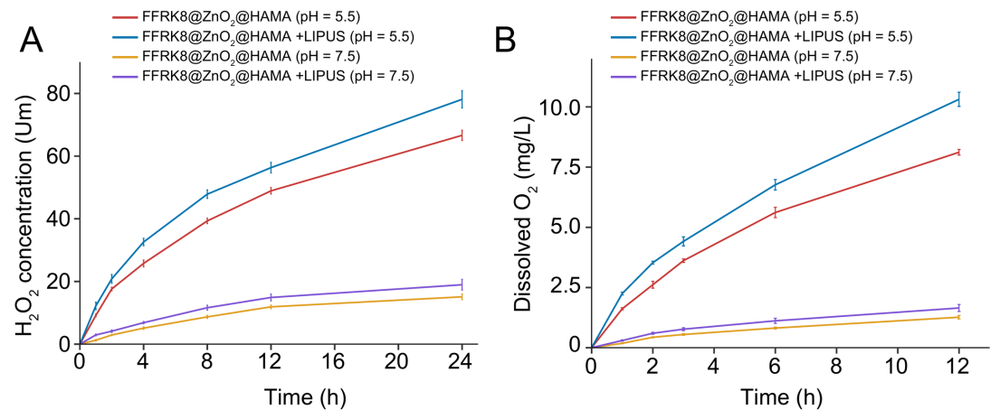 A
FFRK8@ZnO₂@HAMA (pH = 5.5)
FFRK8@ZnO₂@HAMA +LIPUS (pH = 5.5)
FFRK8@ZnO₂@HAMA (pH = 7.5)
FFRK8@ZnO₂@HAMA +LIPUS (pH = 7.5)
H₂O₂ concentration (Um)
80
60
40
20
0
0 4 8 12 16 20 24
Time (h)
B
FFRK8@ZnO₂@HAMA (pH = 5.5)
FFRK8@ZnO₂@HAMA +LIPUS (pH = 5.5)
FFRK8@ZnO₂@HAMA (pH = 7.5)
FFRK8@ZnO₂@HAMA +LIPUS (pH = 7.5)
Dissolved O₂ (mg/L)
10.0
7.5
5.0
2.5
0
0 2 4 6 8 10 12
Time (h)